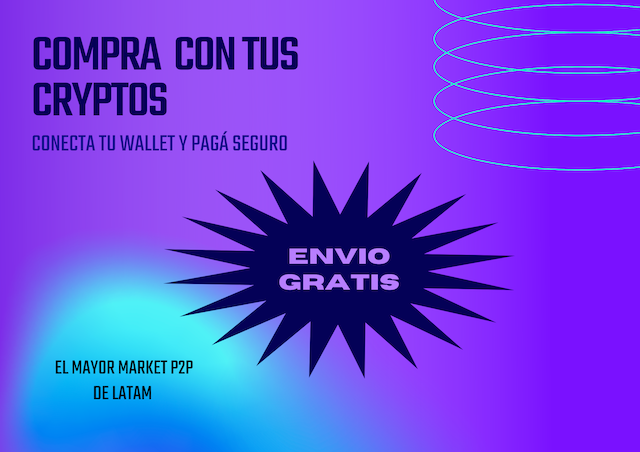 COMPRA CON TUS
CRYPTOS
CONECTA TU WALLET Y PAGÁ SEGURO
ENVIO
GRATIS
EL MAYOR MARKET P2P
DE LATAM